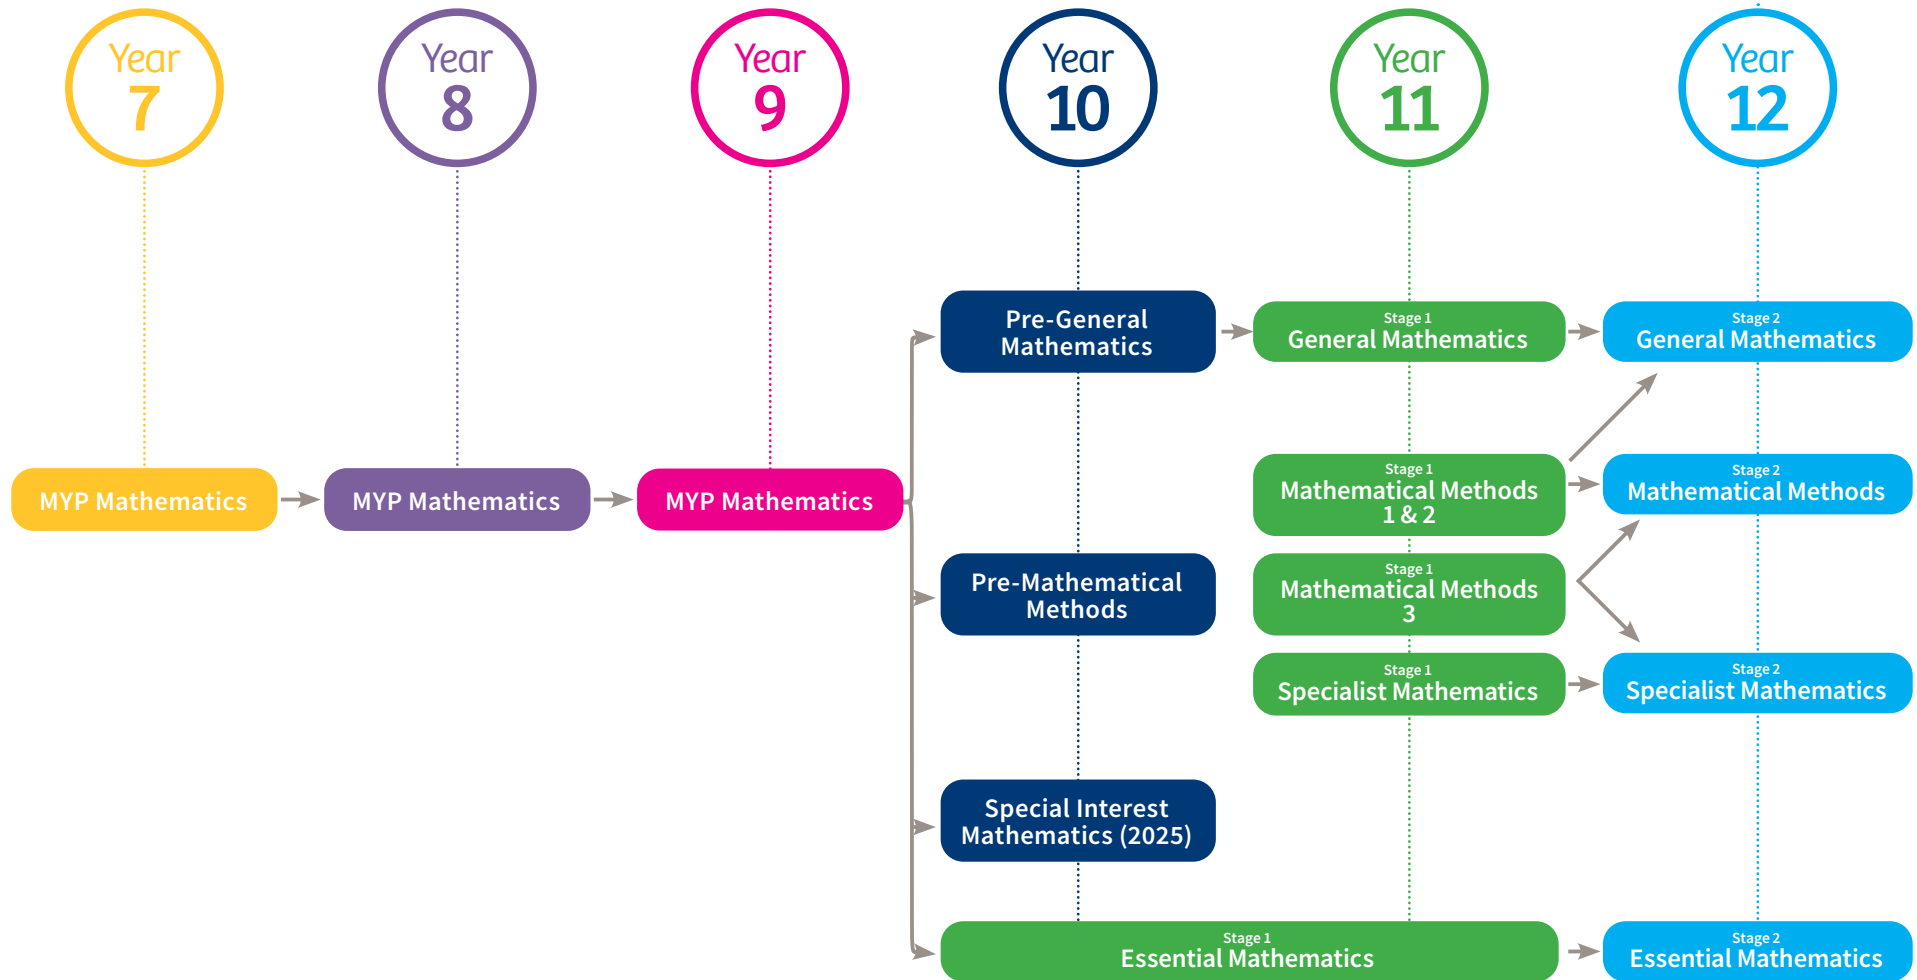 Year
7
Year
8
Year
9
Year
10
Year
11
Year
12
MYP Mathematics
MYP Mathematics
MYP Mathematics
Pre-General
Mathematics
Pre-Mathematical
Methods
Special Interest
Mathematics (2025)
Stage 1
General Mathematics
Stage 1
Mathematical Methods
1 & 2
Stage 1
Mathematical Methods
3
Stage 1
Specialist Mathematics
Stage 1
Essential Mathematics
Stage 2
General Mathematics
Stage 2
Mathematical Methods
Stage 2
Specialist Mathematics
Stage 2
Essential Mathematics